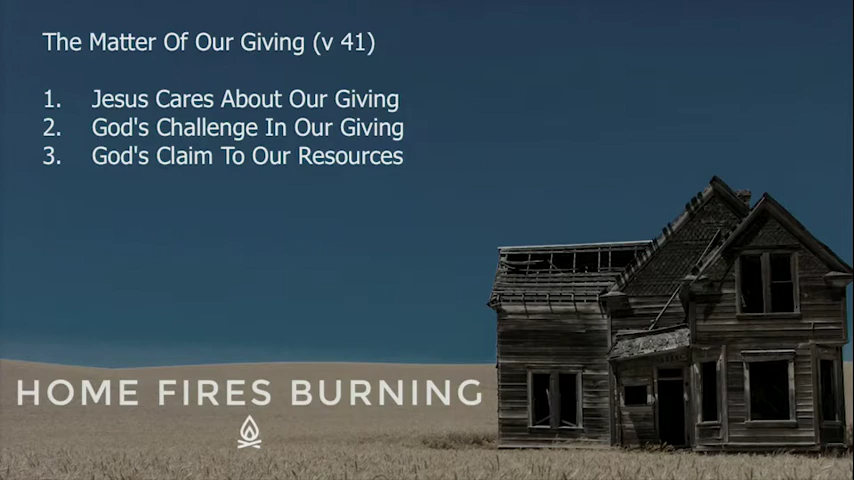 The Matter Of Our Giving (v 41)
1. Jesus Cares About Our Giving
2. God's Challenge In Our Giving
3. God's Claim To Our Resources
HOME FIRES BURNING